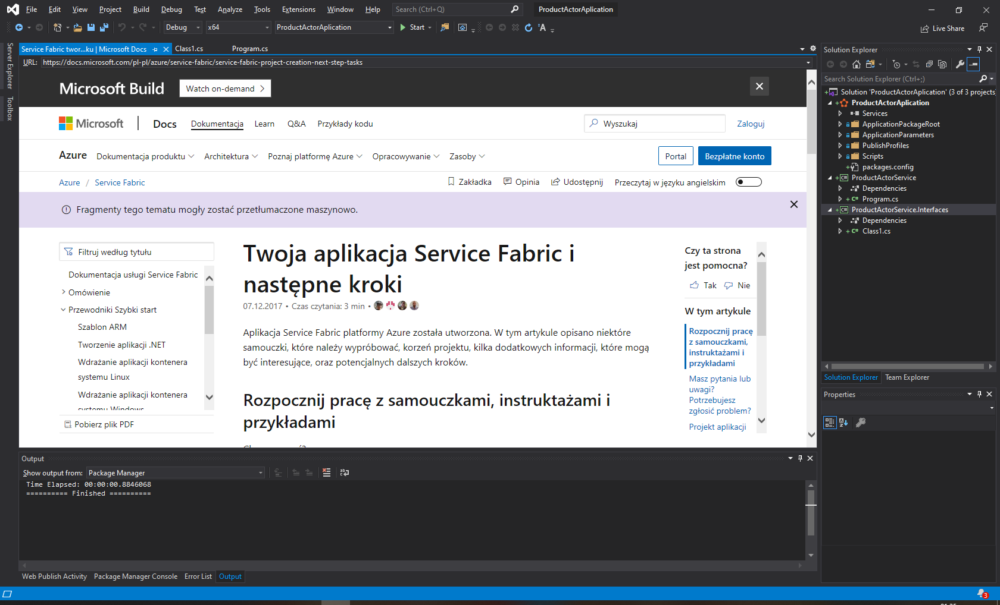 File Edit View Project Build Debug Test Analyze Tools Extensions Window Help Search (Ctrl+Q) ProductActorAplication
Debug x64 ProductActorAplication Start Live Share
Server Explorer
Toolbox
Service Fabric twor...ku | Microsoft Docs Class1.cs Program.cs
URL: https://docs.microsoft.com/pl-pl/azure/service-fabric/service-fabric-project-creation-next-step-tasks
Microsoft Build Watch on-demand
Microsoft Docs Dokumentacja Learn Q&A Przykłady kodu Wyszukaj Zaloguj
Azure Dokumentacja produktu Architektura Poznaj platformę Azure Opracowywanie Zasoby Portal Bezpłatne konto
Azure / Service Fabric Zakładka Opinia Udostępnij Przeczytaj w języku angielskim
Fragmenty tego tematu mogły zostać przetłumaczone maszynowo.
Filtruj według tytułu
Dokumentacja usługi Service Fabric
Omówienie
Przewodniki Szybki start
Szablon ARM
Tworzenie aplikacji .NET
Wdrażanie aplikacji kontenera
systemu Linux
Wdrażanie aplikacji kontenera
systemu Windows
Pobierz plik PDF
Twoja aplikacja Service Fabric i
następne kroki
07.12.2017 • Czas czytania: 3 min •
Aplikacja Service Fabric platformy Azure została utworzona. W tym artykule opisano niektóre
samouczki, które należy wypróbować, korzeń projektu, kilka dodatkowych informacji, które mogą
być interesujące, oraz potencjalnych dalszych kroków.
Rozpocznij pracę z samouczkami, instruktażami i
przykładami
Czy ta strona
jest pomocna?
Tak Nie
W tym artykule
Rozpocznij pracę
z samouczkami,
instruktażami i
przykładami
Masz pytania lub
uwagi?
Potrzebujesz
zgłosić problem?
Projekt aplikacji
Output
Show output from: Package Manager
Time Elapsed: 00:00:00.8846068
========== Finished ==========
Web Publish Activity Package Manager Console Error List Output
Solution Explorer
Search Solution Explorer (Ctrl+;)
Solution 'ProductActorAplication' (3 of 3 projects)
ProductActorAplication
Services
ApplicationPackageRoot
ApplicationParameters
PublishProfiles
Scripts
packages.config
ProductActorService
Dependencies
Program.cs
ProductActorService.Interfaces
Dependencies
Class1.cs
Solution Explorer Team Explorer
Properties
3